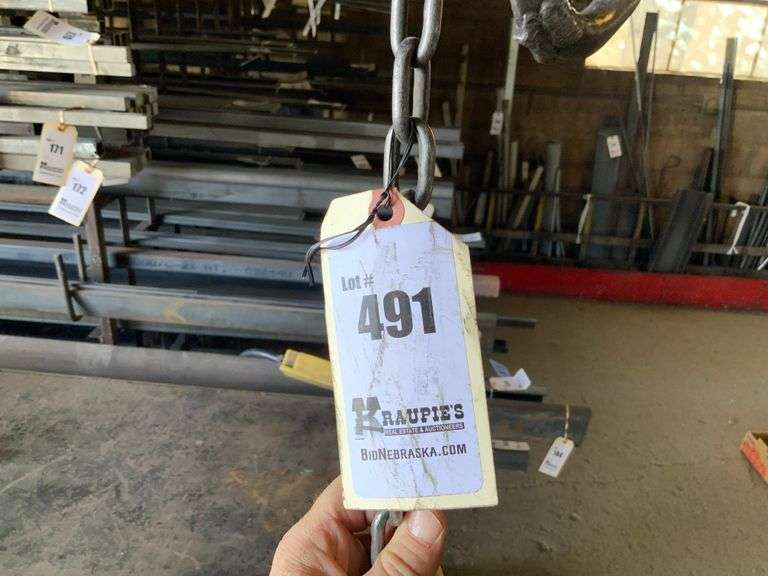 171
172
Lot #
491
KRAUPIE'S
REAL ESTATE & AUCTIONEERS
BIDNEBRASKA.COM